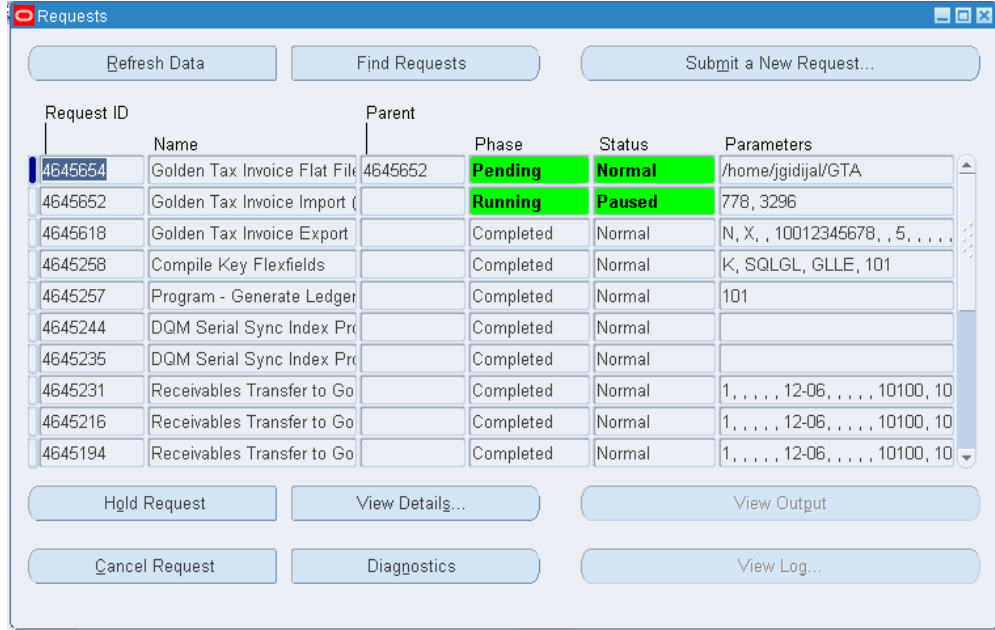 Requests
Refresh Data Find Requests Submit a New Request...
Request ID Parent
Name Phase Status Parameters
4645654 Golden Tax Invoice Flat File 4645652 Pending Normal /home/jgidijal/GTA
4645652 Golden Tax Invoice Import ( Running Paused 778, 3296
4645618 Golden Tax Invoice Export Completed Normal N, X, , 10012345678, , 5, , , , ,
4645258 Compile Key Flexfields Completed Normal K, SQLGL, GLLE, 101
4645257 Program - Generate Ledger Completed Normal 101
4645244 DQM Serial Sync Index Pro Completed Normal
4645235 DQM Serial Sync Index Pro Completed Normal
4645231 Receivables Transfer to Go Completed Normal 1, , , , , 12-06, , , , , 10100, 10
4645216 Receivables Transfer to Go Completed Normal 1, , , , , 12-06, , , , , 10100, 10
4645194 Receivables Transfer to Go Completed Normal 1, , , , , 12-06, , , , , 10100, 10
Hold Request View Details... View Output
Cancel Request Diagnostics View Log...